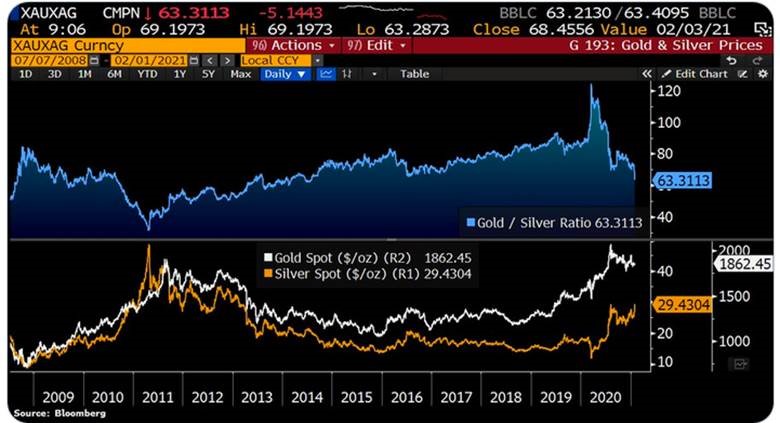 XAUXAG CMPN ↓ 63.3113 -5.1443 BBLC 63.2130 /63.4095 BBLC
At 9:06 Op 69.1973 Hi 69.1973 Lo 63.2873 Close 68.4556 Value 02/03/21
XAUXAG Curncy 96) Actions 97) Edit G 193: Gold & Silver Prices
07/07/2008 - 02/01/2021 < > Local CCY
1D 3D 1M 6M YTD 1Y 5Y Max Daily ▼ Table « Edit Chart
120
100
80
63.3113
40
Gold / Silver Ratio 63.3113
Gold Spot ($/oz) (R2) 1862.45
Silver Spot ($/oz) (R1) 29.4304
40
29.4304
20
10
2000
1862.45
1500
1000
2009 2010 2011 2012 2013 2014 2015 2016 2017 2018 2019 2020
Source: Bloomberg